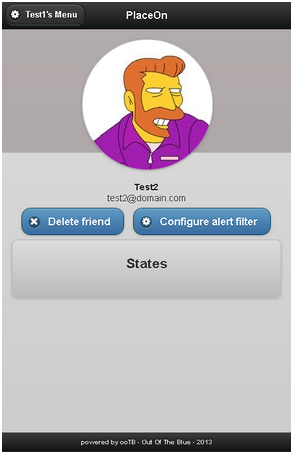 Test1's Menu
PlaceOn
Test2
test2@domain.com
Delete friend
Configure alert filter
States
powered by ooTB - Out Of The Blue - 2013